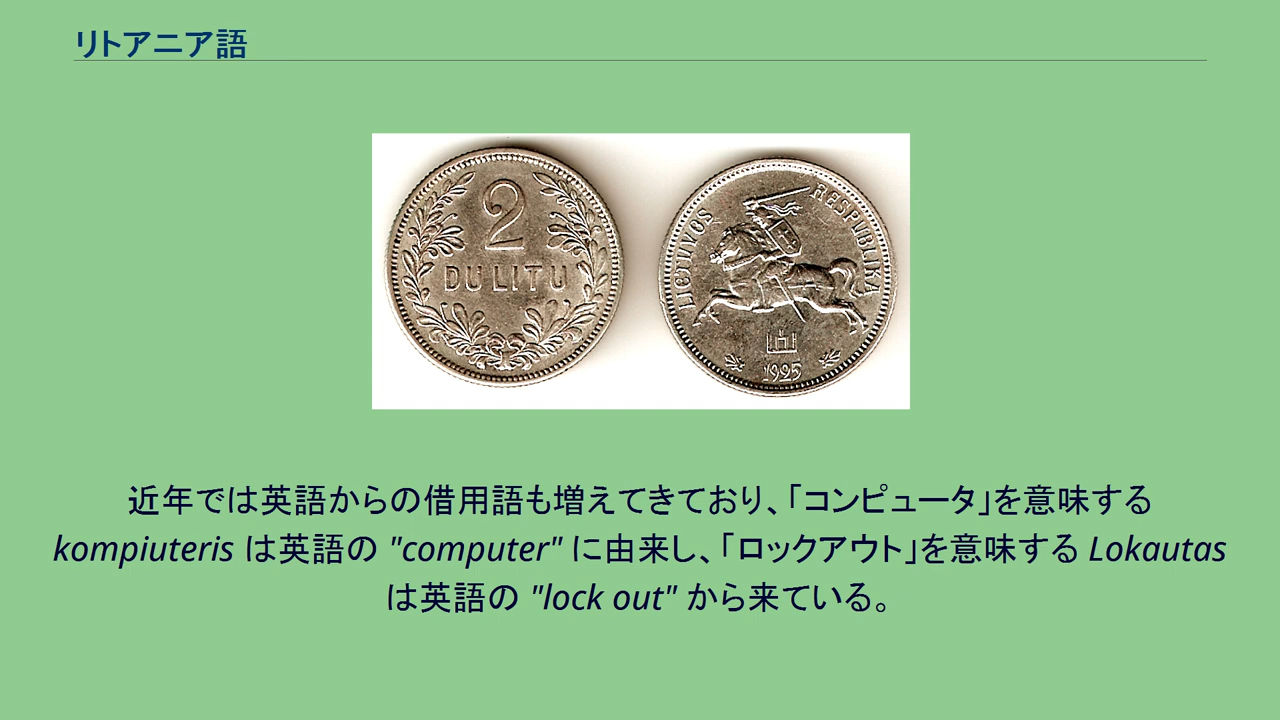 リトアニア語
2
DU LITU
LIETUVOS RESPUBLIKA
1925
近年では英語からの借用語も増えてきており、「コンピュータ」を意味する
kompiuteris は英語の "computer" に由来し、「ロックアウト」を意味する Lokautas
は英語の "lock out" から来ている。